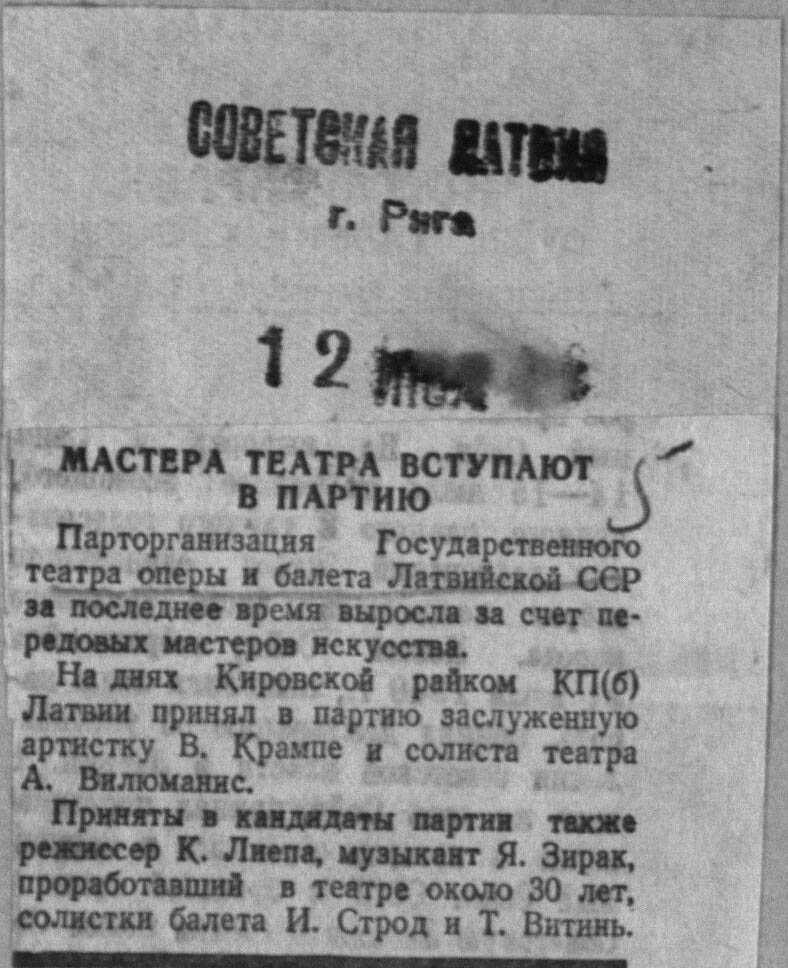 СОВЕТСКАЯ ЛАТВИЯ
г. Рига
12
МАСТЕРА ТЕАТРА ВСТУПАЮТ
В ПАРТИЮ
Парторганизация Государственного
театра оперы и балета Латвийской ССР
за последнее время выросла за счет пе-
редовых мастеров искусства.
На днях Кировской райком КП(б)
Латвии принял в партию заслуженную
артистку В. Крампе и солиста театра
А. Вилюманис.
Приняты в кандидаты партии также
режиссер К. Лиепа, музыкант Я. Зирак,
проработавший в театре около 30 лет,
солистки балета И. Строд и Т. Витинь.